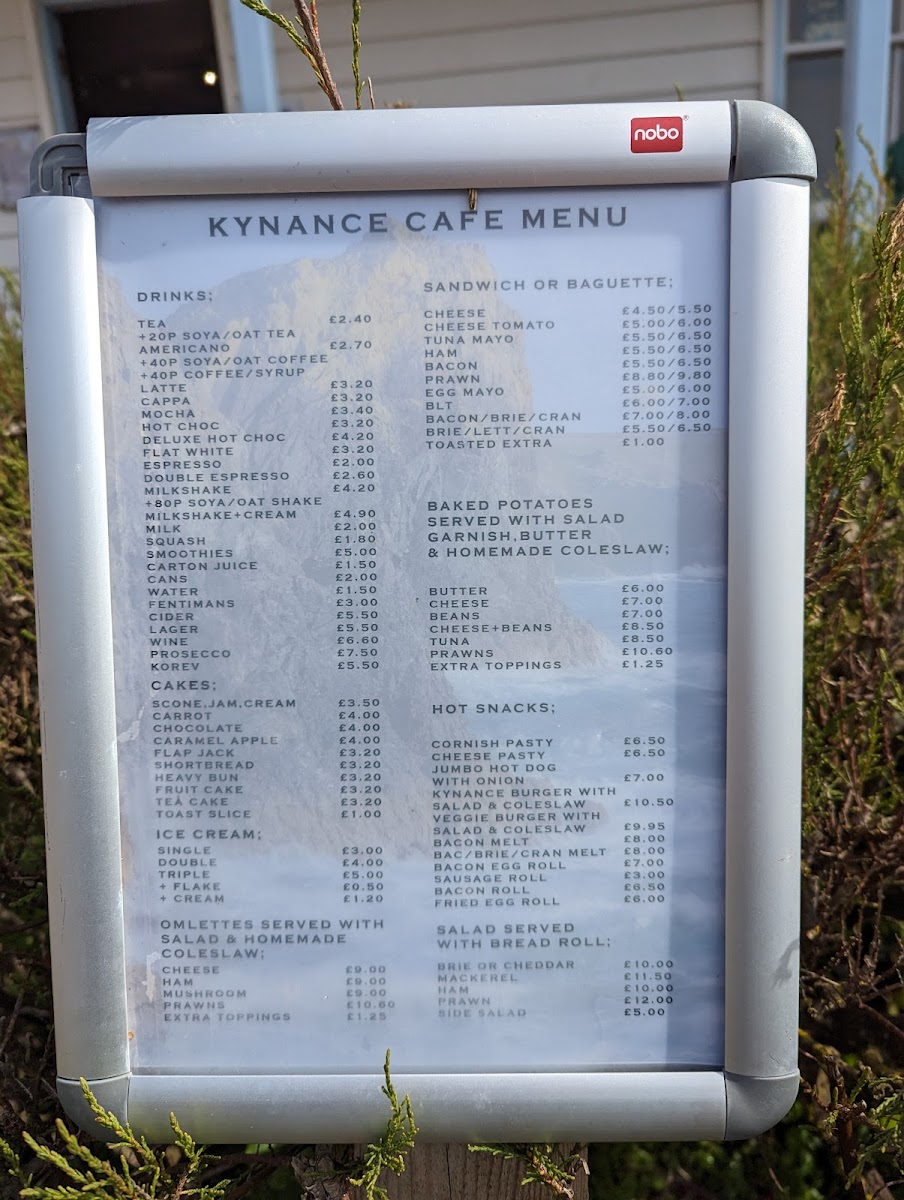 nobo
KYNANCE CAFE MENU
DRINKS;
TEA £2.40
+20P SOYA/OAT TEA
AMERICANO £2.70
+40P SOYA/OAT COFFEE
+40P COFFEE/SYRUP
LATTE £3.20
CAPPA £3.20
MOCHA £3.40
HOT CHOC £3.20
DELUXE HOT CHOC £4.20
FLAT WHITE £3.20
ESPRESSO £2.00
DOUBLE ESPRESSO £2.60
MILKSHAKE £4.20
+80P SOYA/OAT SHAKE
MILKSHAKE+CREAM £4.90
MILK £2.00
SQUASH £1.80
SMOOTHIES £5.00
CARTON JUICE £1.50
CANS £2.00
WATER £1.50
FENTIMANS £3.00
CIDER £5.50
LAGER £5.50
WINE £6.60
PROSECCO £7.50
KOREV £5.50
CAKES;
SCONE,JAM,CREAM £3.50
CARROT £4.00
CHOCOLATE £4.00
CARAMEL APPLE £4.00
FLAP JACK £3.20
SHORTBREAD £3.20
HEAVY BUN £3.20
FRUIT CAKE £3.20
TEA CAKE £3.20
TOAST SLICE £1.00
ICE CREAM;
SINGLE £3.00
DOUBLE £4.00
TRIPLE £5.00
+ FLAKE £0.50
+ CREAM £1.20
OMLETTES SERVED WITH
SALAD & HOMEMADE
COLESLAW;
CHEESE £9.00
HAM £9.00
MUSHROOM £9.00
PRAWNS £10.60
EXTRA TOPPINGS £1.25
SANDWICH OR BAGUETTE;
CHEESE £4.50/5.50
CHEESE TOMATO £5.00/6.00
TUNA MAYO £5.50/6.50
HAM £5.50/6.50
BACON £5.50/6.50
PRAWN £8.80/9.80
EGG MAYO £5.00/6.00
BLT £6.00/7.00
BACON/BRIE/CRAN £7.00/8.00
BRIE/LETT/CRAN £5.50/6.50
TOASTED EXTRA £1.00
BAKED POTATOES
SERVED WITH SALAD
GARNISH,BUTTER
& HOMEMADE COLESLAW;
BUTTER £6.00
CHEESE £7.00
BEANS £7.00
CHEESE+BEANS £8.50
TUNA £8.50
PRAWNS £10.60
EXTRA TOPPINGS £1.25
HOT SNACKS;
CORNISH PASTY £6.50
CHEESE PASTY £6.50
JUMBO HOT DOG
WITH ONION £7.00
KYNANCE BURGER WITH
SALAD & COLESLAW £10.50
VEGGIE BURGER WITH
SALAD & COLESLAW £9.95
BACON MELT £8.00
BAC/BRIE/CRAN MELT £8.00
BACON EGG ROLL £7.00
SAUSAGE ROLL £3.00
BACON ROLL £6.50
FRIED EGG ROLL £6.00
SALAD SERVED
WITH BREAD ROLL;
BRIE OR CHEDDAR £10.00
MACKEREL £11.50
HAM £10.00
PRAWN £12.00
SIDE SALAD £5.00